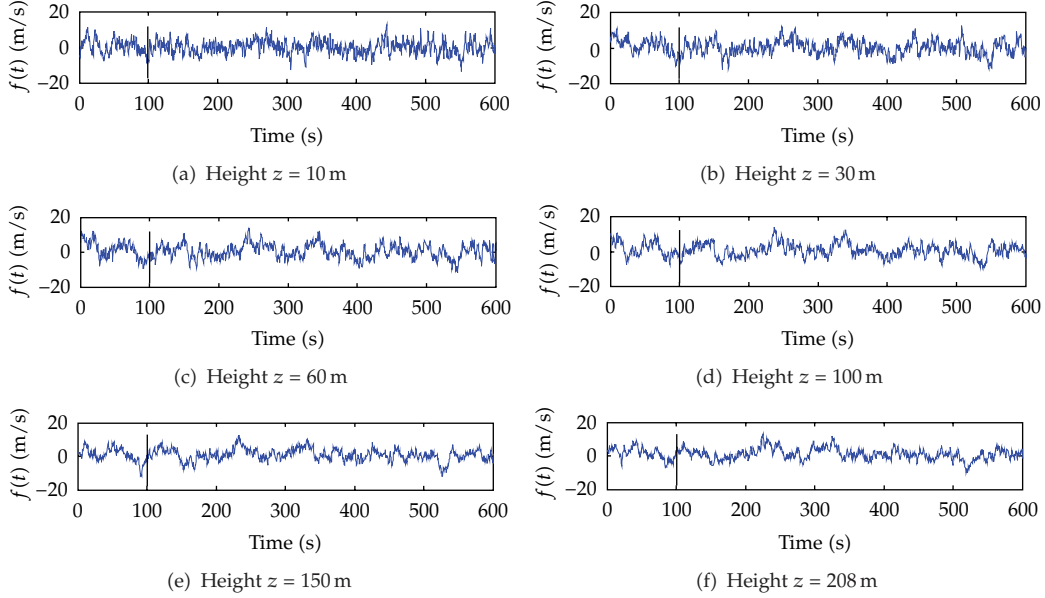 f(t) (m/s)
20
0
−20
0 100 200 300 400 500 600
Time (s)
(a) Height z = 10 m
f(t) (m/s)
20
0
−20
0 100 200 300 400 500 600
Time (s)
(b) Height z = 30 m
f(t) (m/s)
20
0
−20
0 100 200 300 400 500 600
Time (s)
(c) Height z = 60 m
f(t) (m/s)
20
0
−20
0 100 200 300 400 500 600
Time (s)
(d) Height z = 100 m
f(t) (m/s)
20
0
−20
0 100 200 300 400 500 600
Time (s)
(e) Height z = 150 m
f(t) (m/s)
20
0
−20
0 100 200 300 400 500 600
Time (s)
(f) Height z = 208 m